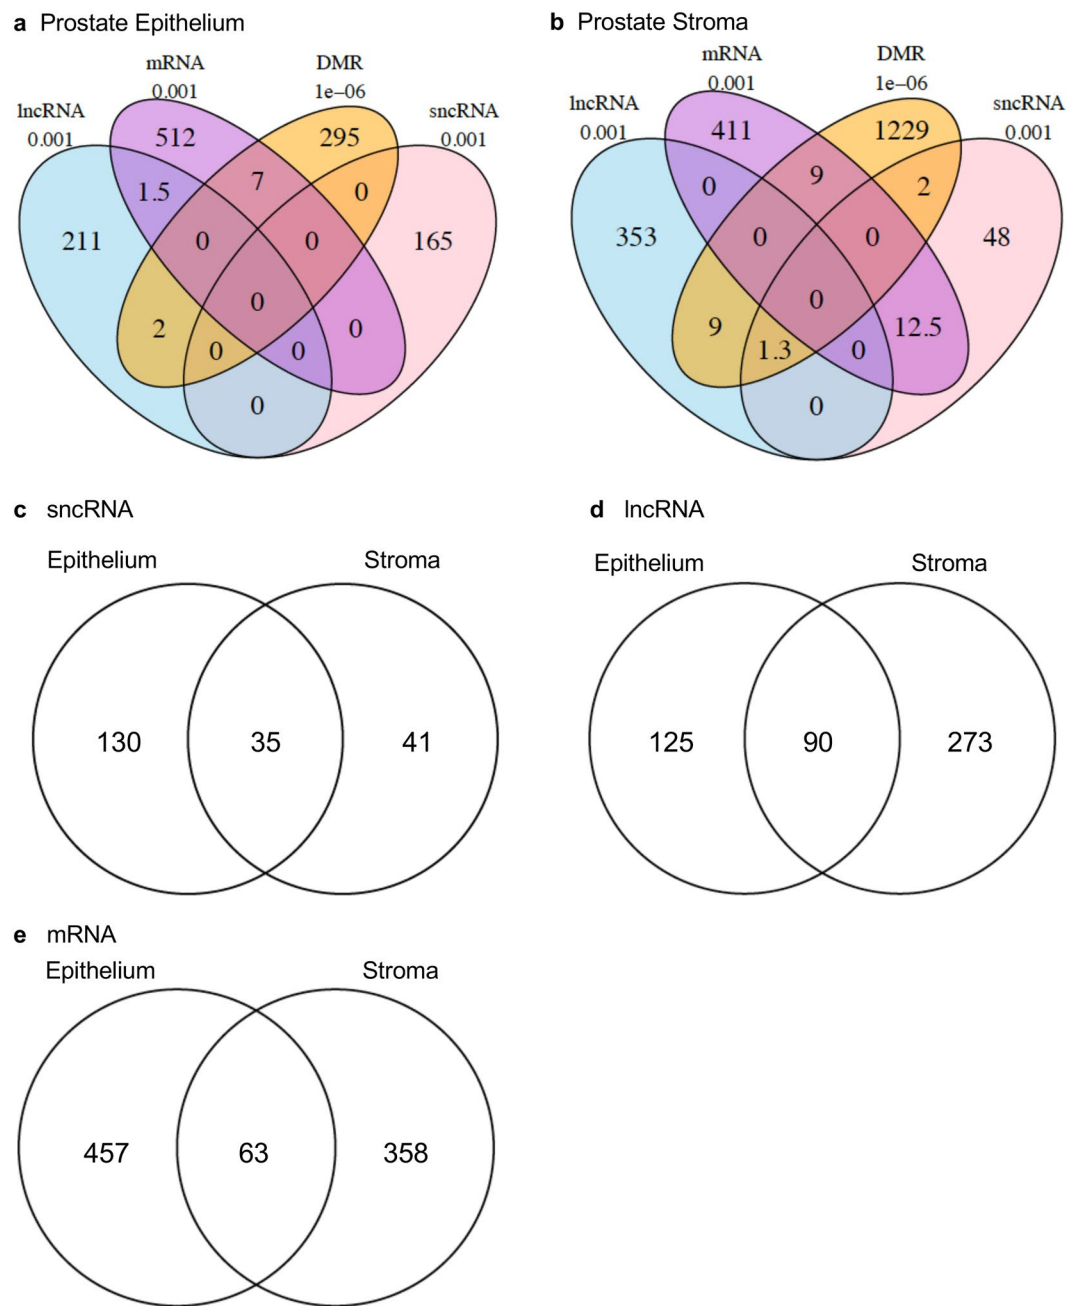 a Prostate Epithelium
mRNA
0.001
DMR
1e−06
lncRNA
0.001
sncRNA
0.001
512
295
1.5
7
0
211
0
0
165
0
2
0
0
0
0
b Prostate Stroma
mRNA
0.001
DMR
1e−06
lncRNA
0.001
sncRNA
0.001
411
1229
0
9
2
353
0
0
48
0
9
12.5
1.3
0
0
c sncRNA
Epithelium
Stroma
130
35
41
d lncRNA
Epithelium
Stroma
125
90
273
e mRNA
Epithelium
Stroma
457
63
358